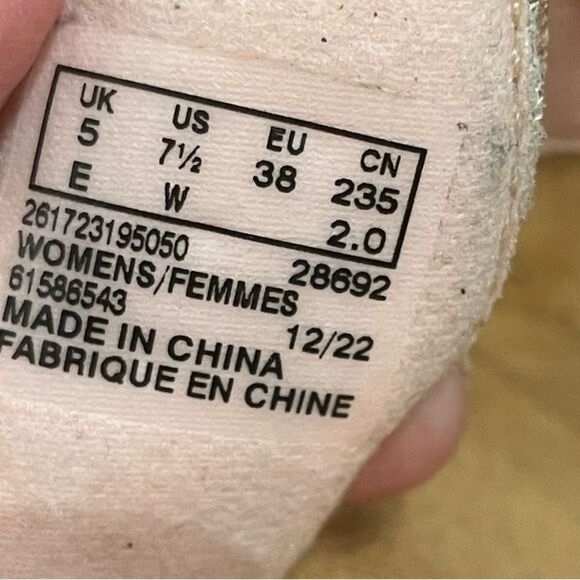 UK US EU CN
5 7½ 38 235
E W 2.0
261723195050 28692
WOMENS/FEMMES
61586543 12/22
MADE IN CHINA
FABRIQUE EN CHINE